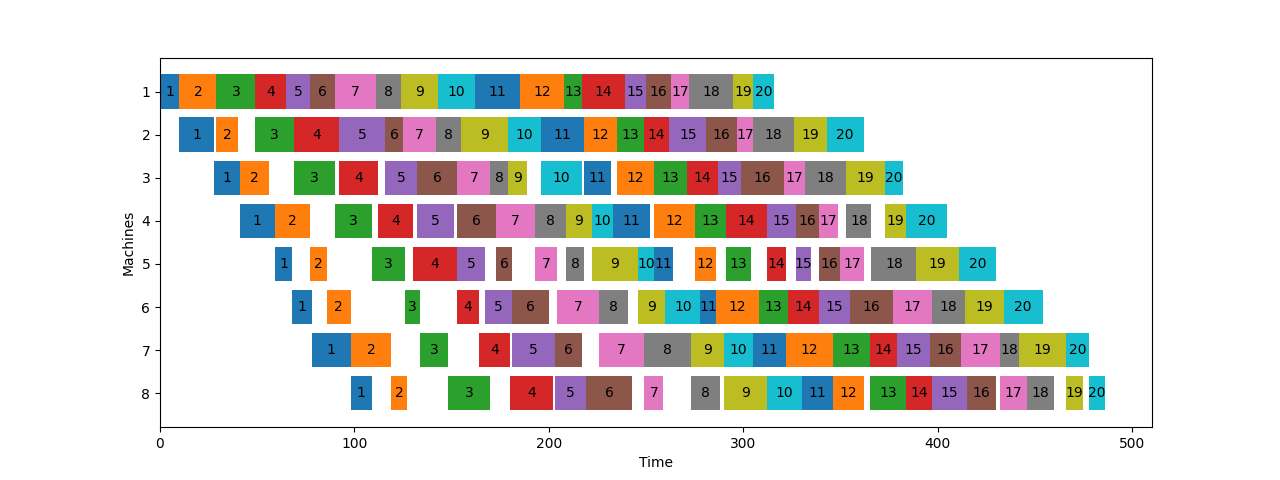 1 1 2 3 4 5 6 7 8 9 10 11 12 13 14 15 16 17 18 19 20
2 1 2 3 4 5 6 7 8 9 10 11 12 13 14 15 16 17 18 19 20
3 1 2 3 4 5 6 7 8 9 10 11 12 13 14 15 16 17 18 19 20
4 1 2 3 4 5 6 7 8 9 10 11 12 13 14 15 16 17 18 19 20
Machines
5 1 2 3 4 5 6 7 8 9 10 11 12 13 14 15 16 17 18 19 20
6 1 2 3 4 5 6 7 8 9 10 11 12 13 14 15 16 17 18 19 20
7 1 2 3 4 5 6 7 8 9 10 11 12 13 14 15 16 17 18 19 20
8 1 2 3 4 5 6 7 8 9 10 11 12 13 14 15 16 17 18 19 20
0 100 200 300 400 500
Time